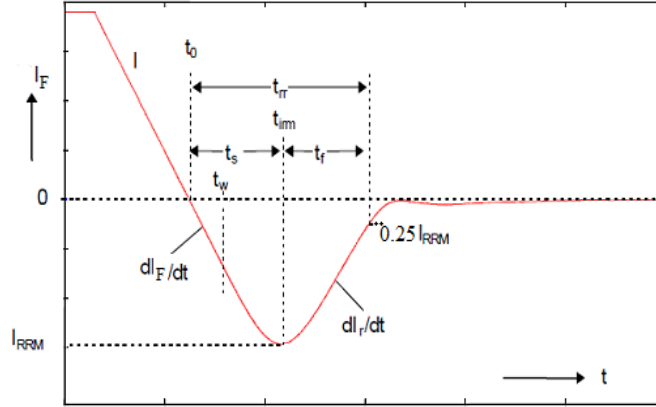 t0
I
IF
trr
tirm
ts
tf
tw
0
0.25 IRRM
dIF/dt
dIr/dt
IRRM
t